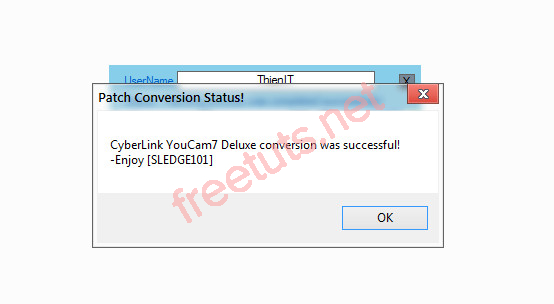 UserName
ThienIT
X
Patch Conversion Status!
CyberLink YouCam7 Deluxe conversion was successful!
-Enjoy [SLEDGE101]
freetuts.net
OK